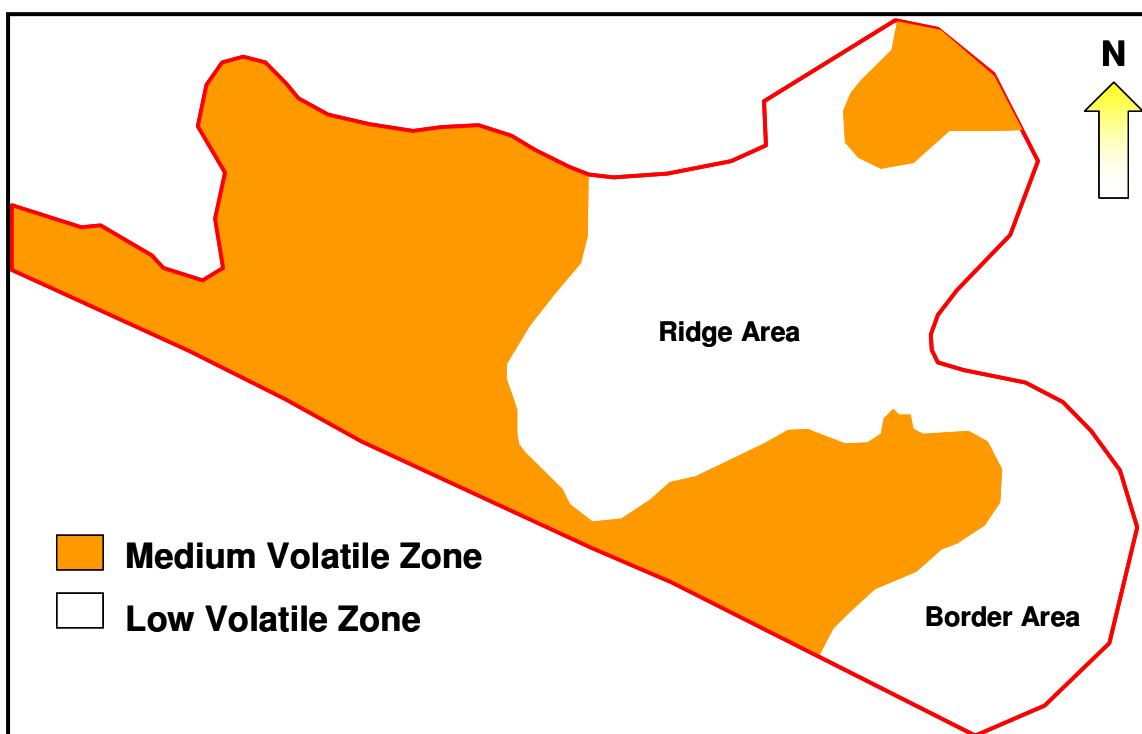 N
Ridge Area
Medium Volatile Zone
Low Volatile Zone
Border Area